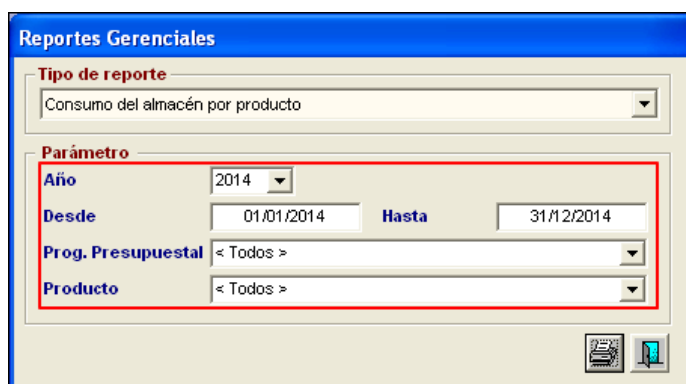 Reportes Gerenciales
Tipo de reporte
Consumo del almacén por producto
Parámetro
Año 2014
Desde 01/01/2014 Hasta 31/12/2014
Prog. Presupuestal < Todos >
Producto < Todos >